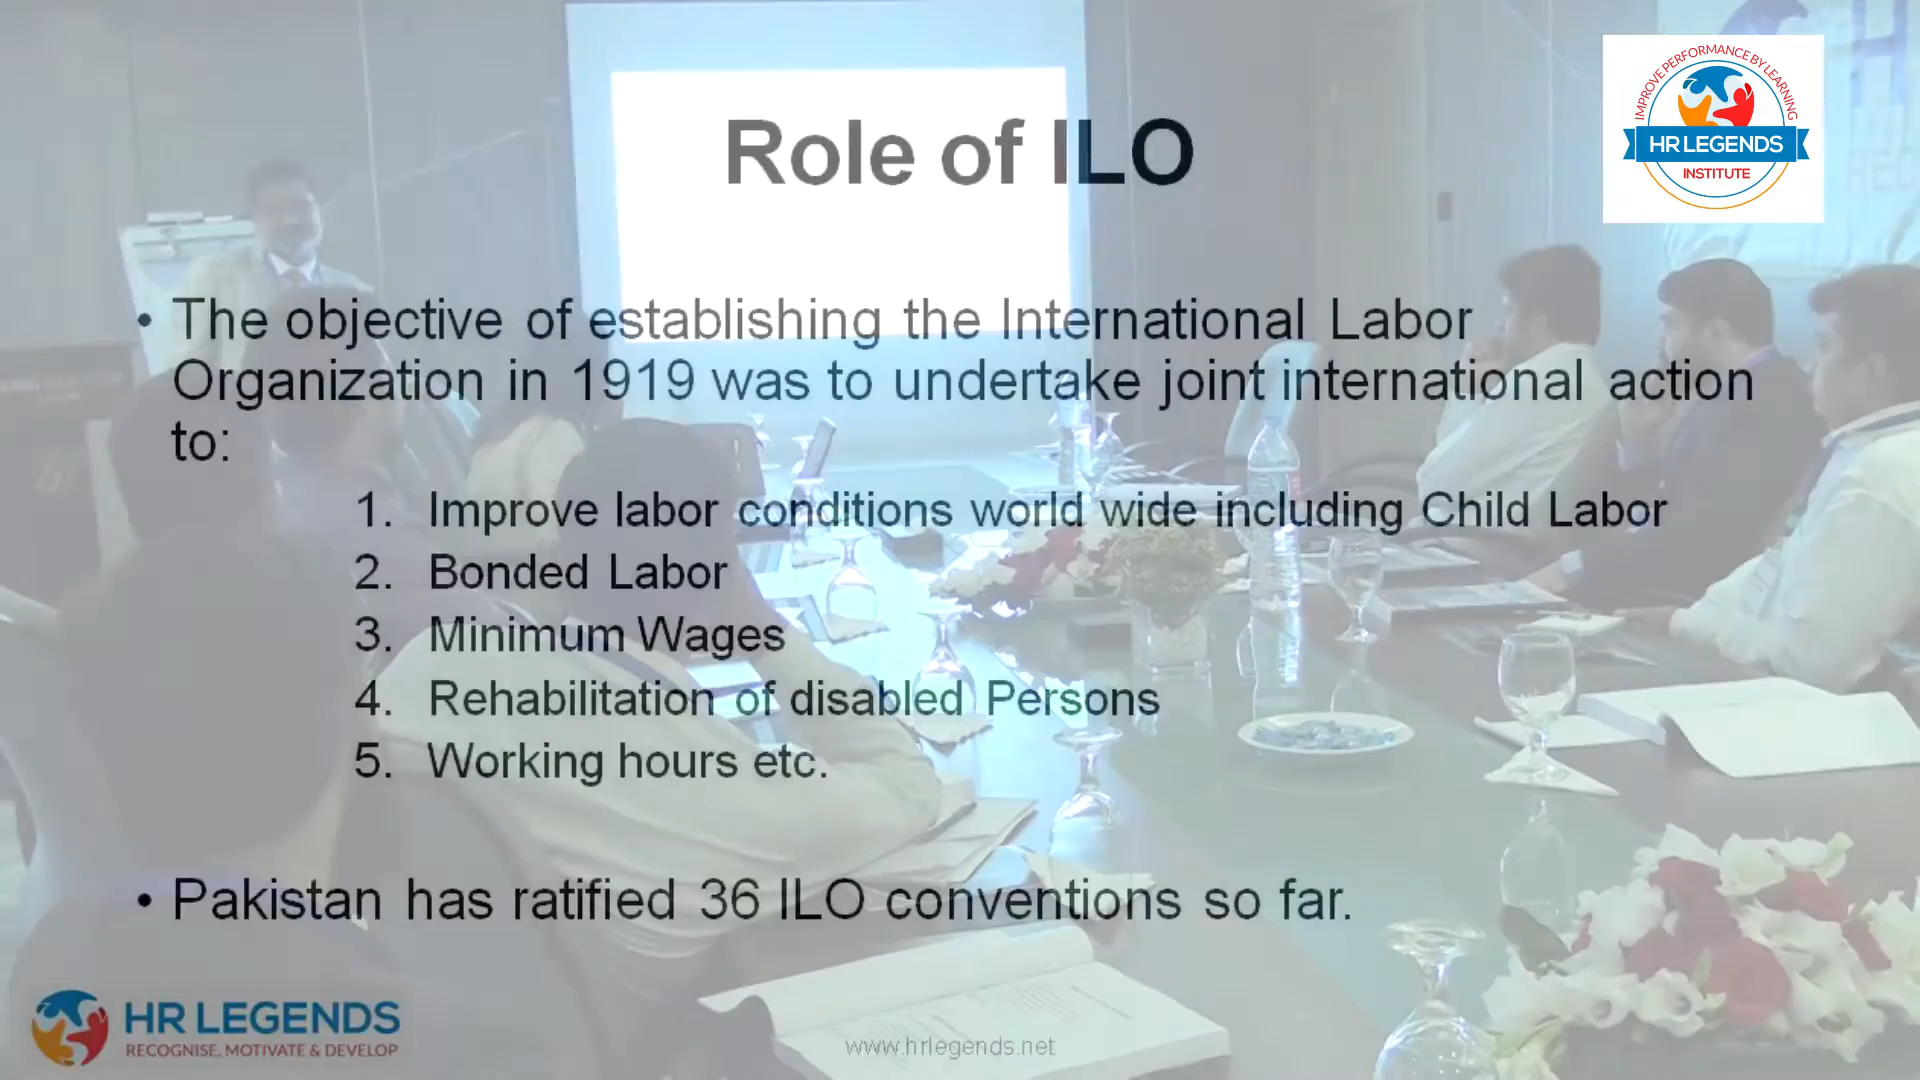 IMPROVE PERFORMANCE BY LEARNING
HR LEGENDS
INSTITUTE
Role of ILO
• The objective of establishing the International Labor
Organization in 1919 was to undertake joint international action
to:
1. Improve labor conditions world wide including Child Labor
2. Bonded Labor
3. Minimum Wages
4. Rehabilitation of disabled Persons
5. Working hours etc.
• Pakistan has ratified 36 ILO conventions so far.
HR LEGENDS
RECOGNISE, MOTIVATE & DEVELOP
www.hrlegends.net